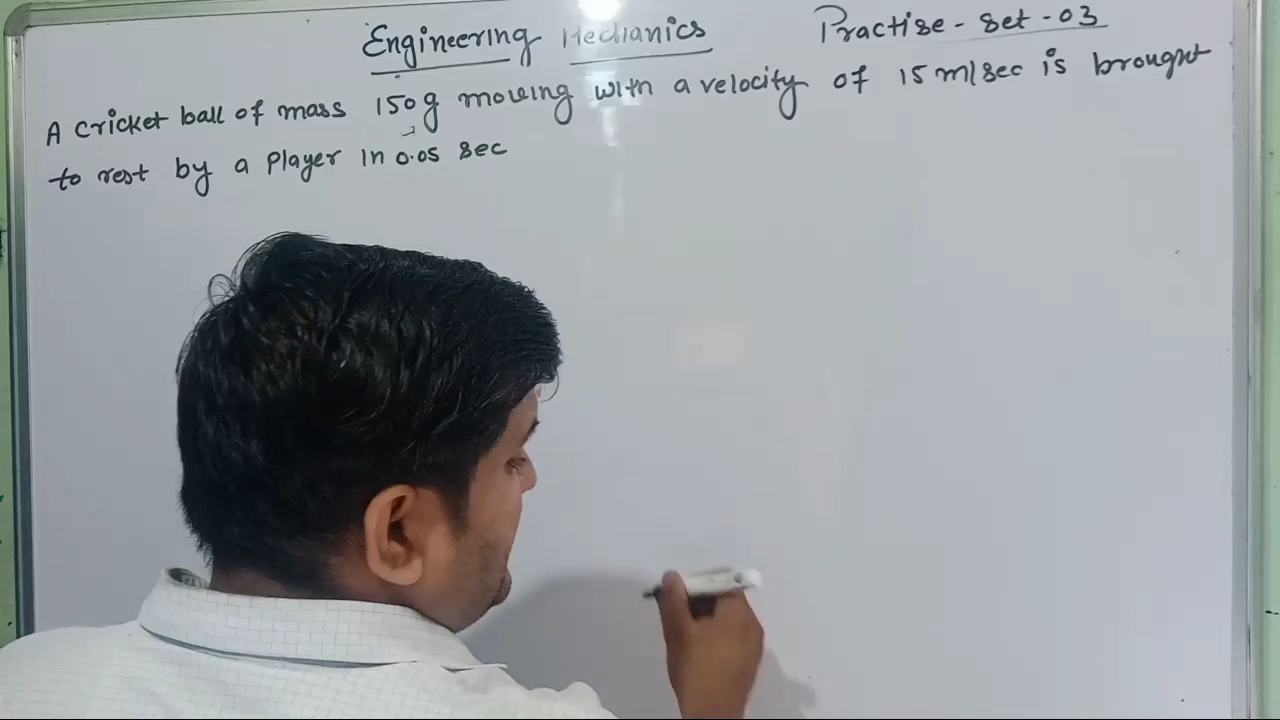 Engineering Mechanics Practise - Set - 03
A cricket ball of mass 150g moving with a velocity of 15 m/sec is brought
to rest by a player in 0.05 sec